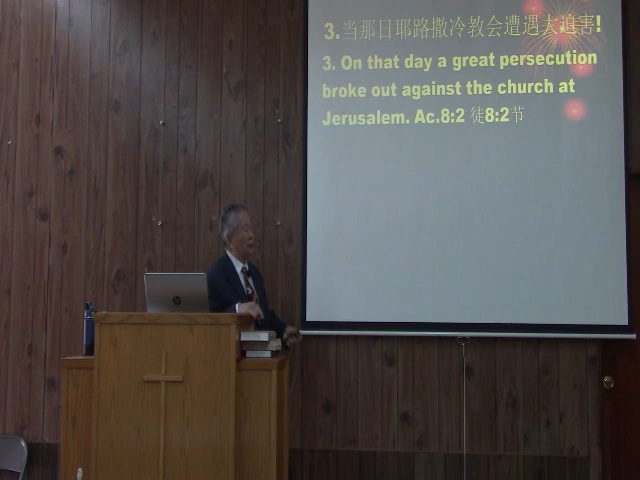 3.当那日耶路撒冷教会遭遇大迫害!
3. On that day a great persecution
broke out against the church at
Jerusalem. Ac.8:2 徒8:2节
hp